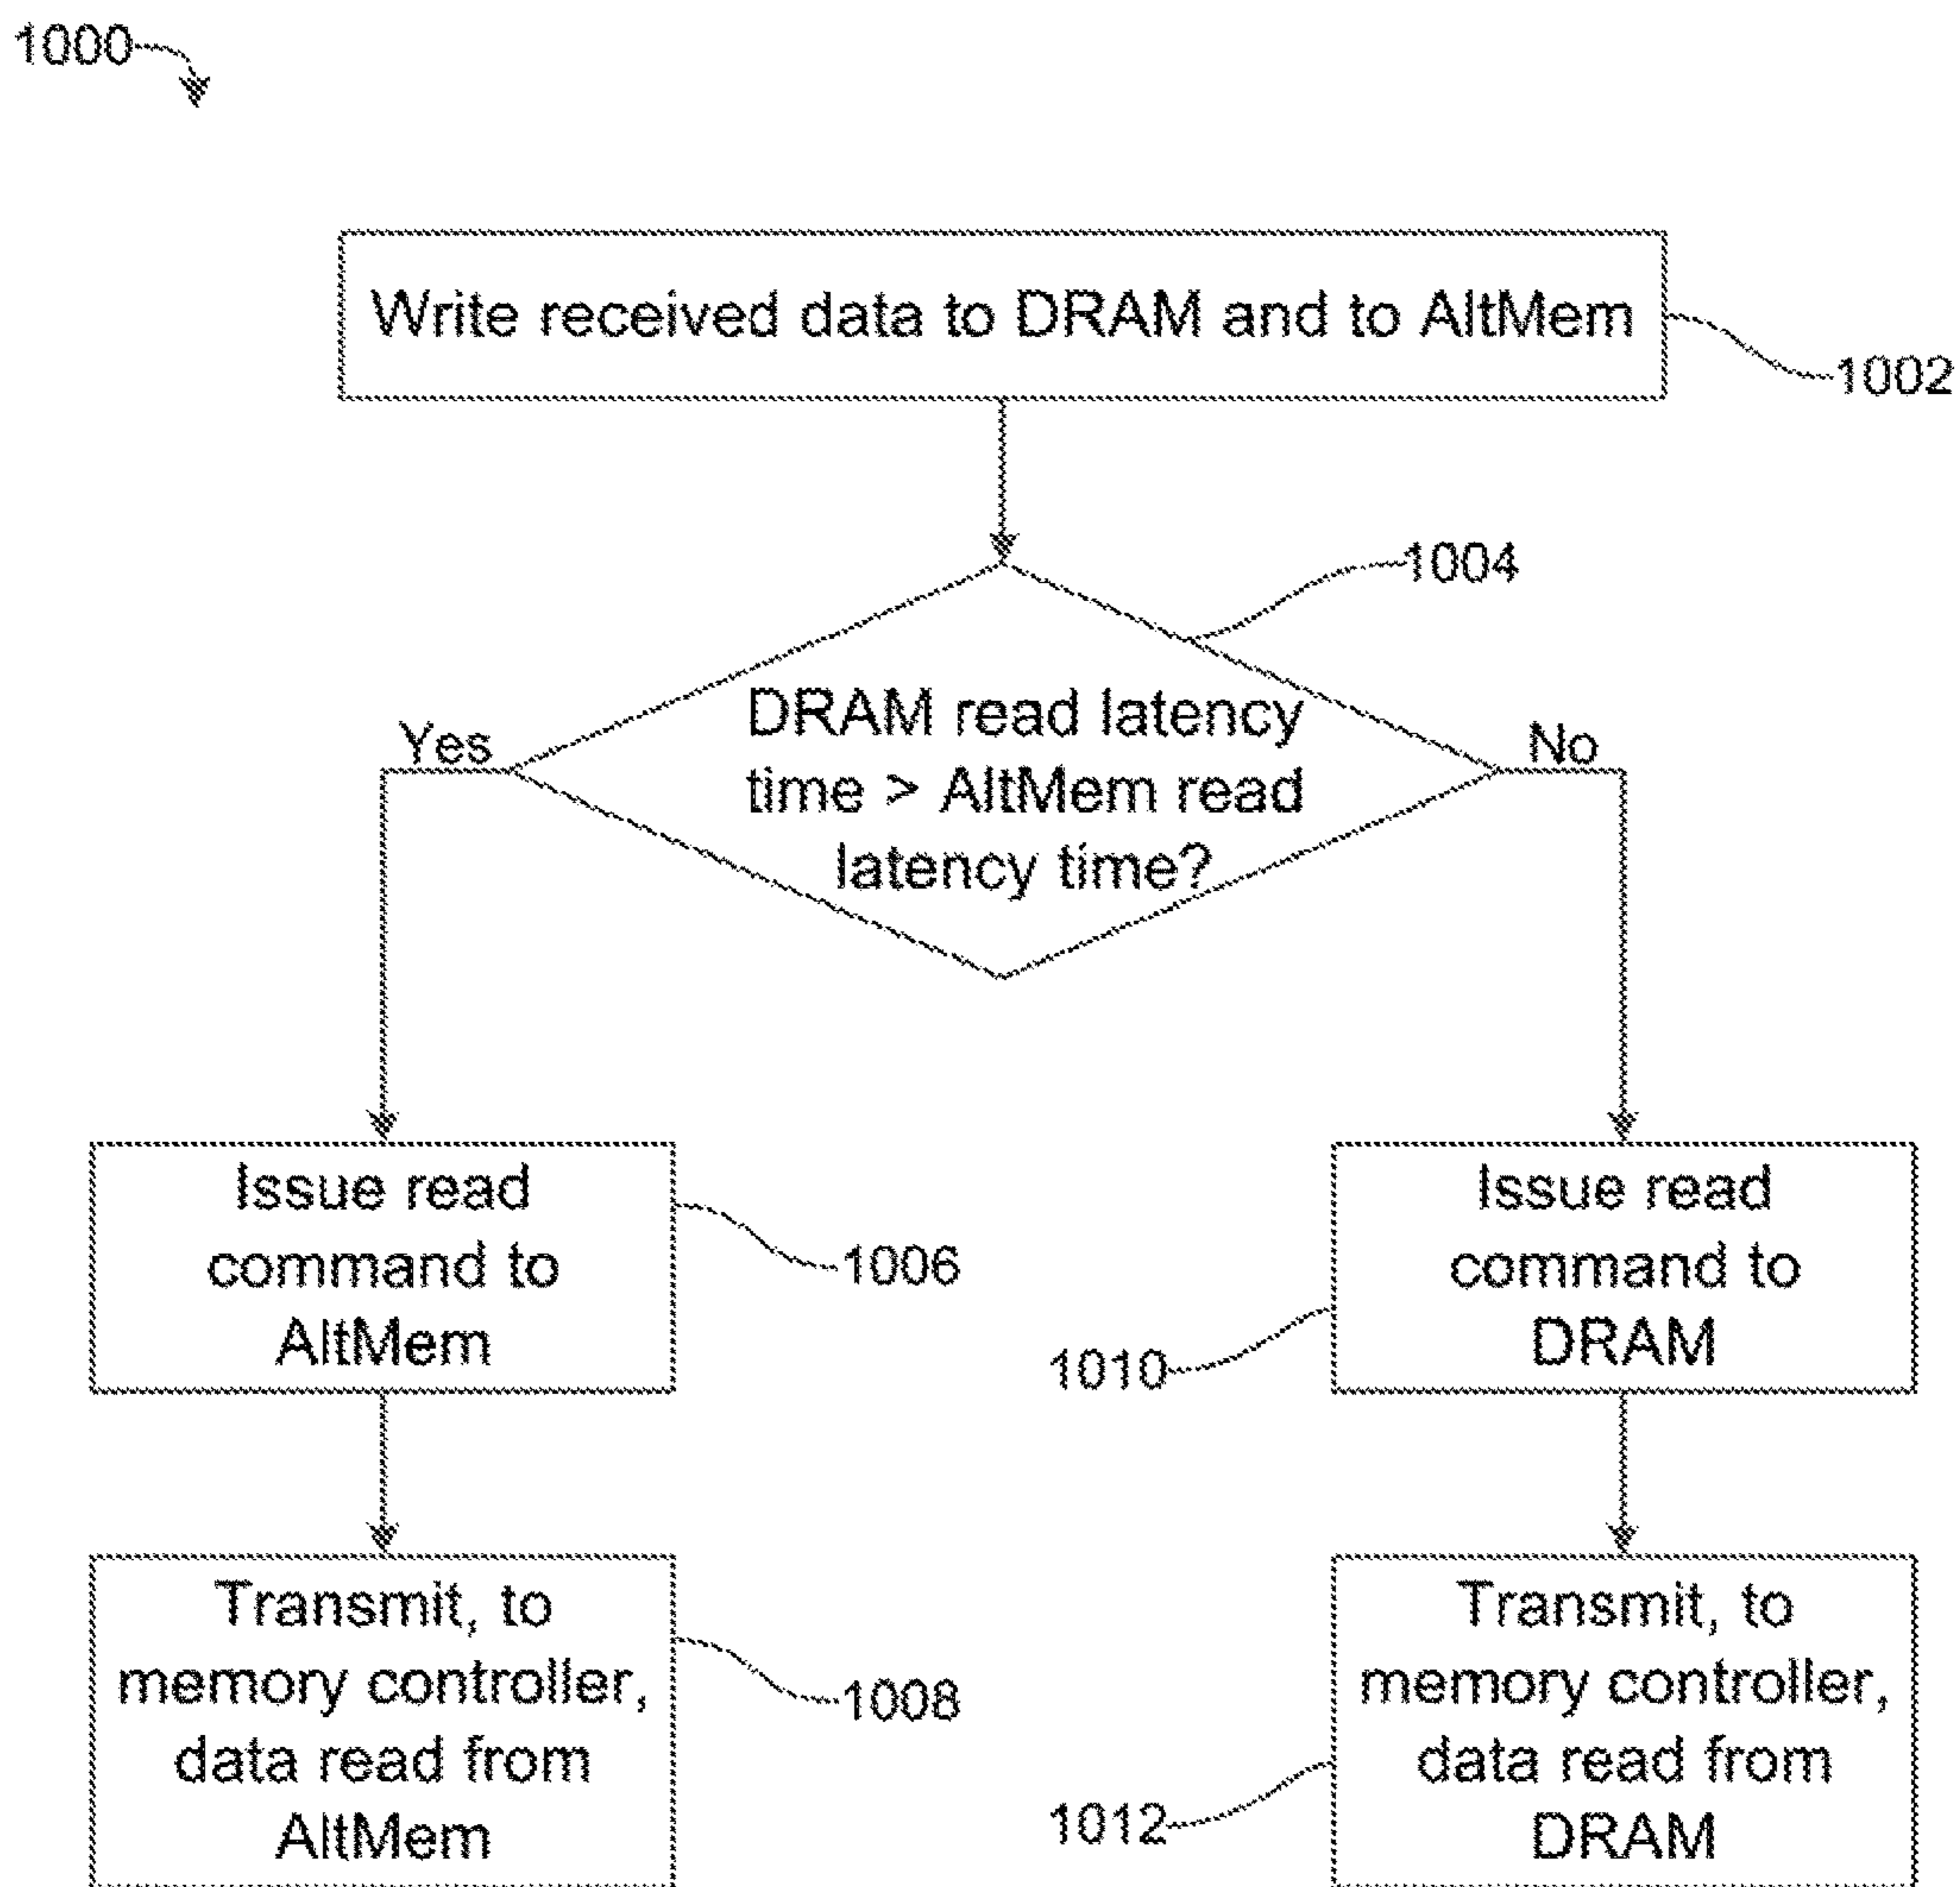 1000
Write received data to DRAM and to AltMem
1002
1004
DRAM read latency
time > AltMem read
latency time?
Yes
No
Issue read
command to
AltMem
1006
Issue read
command to
DRAM
1010
Transmit, to
memory controller,
data read from
AltMem
1008
Transmit, to
memory controller,
data read from
DRAM
1012